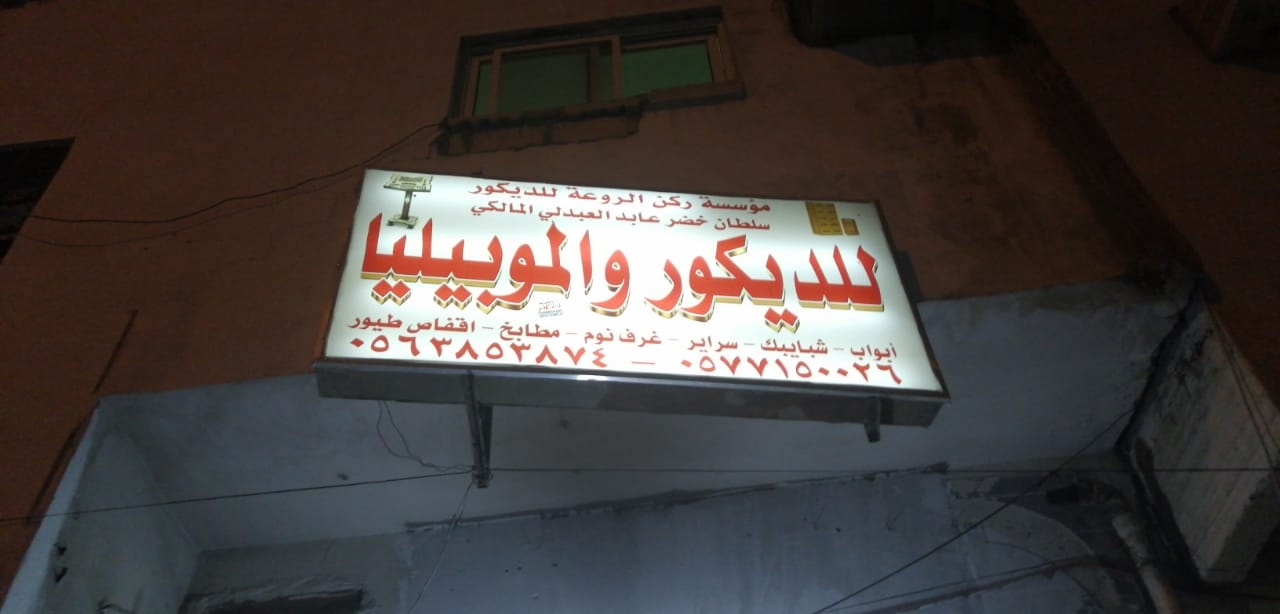 مؤسسة ركن الروعة للديكور
سلطان خضر عابد العبدلي المالكي
للديكور والموبيليا
أبواب - شبابيك - سراير - غرف نوم - مطابخ - اقفاص طيور
٠٥٧٧١٥٠٠٢٦ - ٠٥٦٣٨٥٣٨٧٤